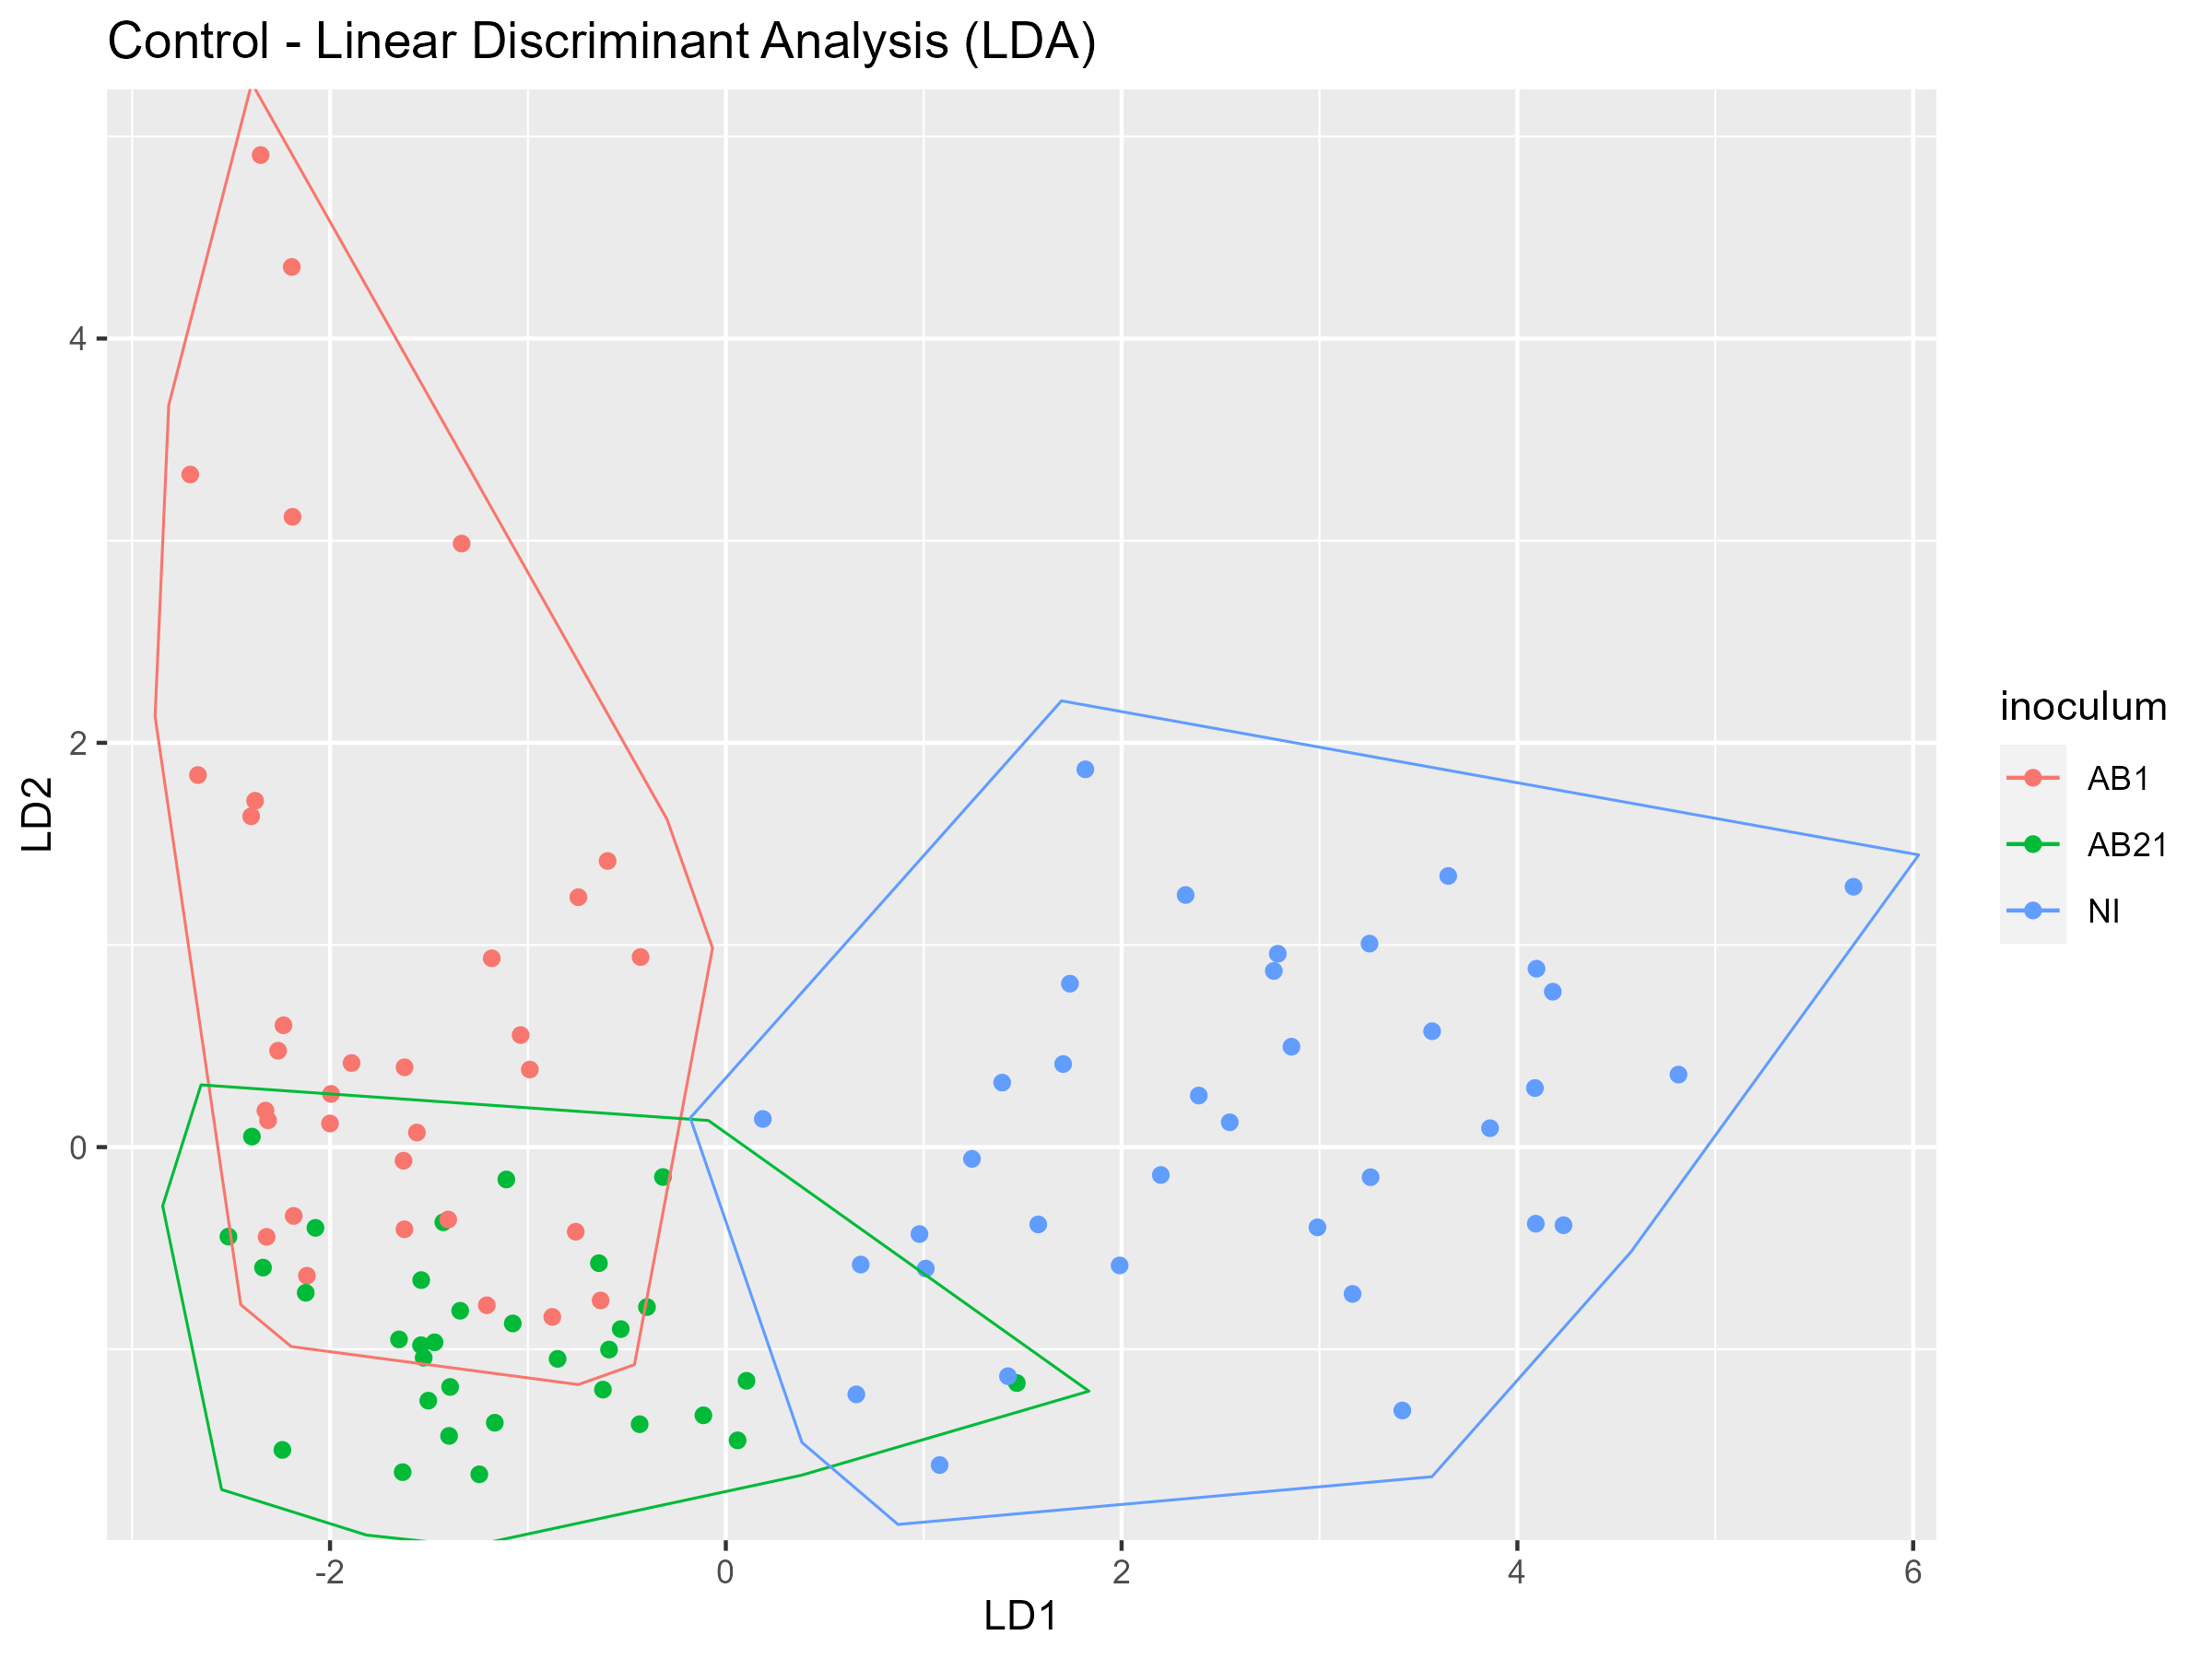 Control - Linear Discriminant Analysis (LDA)
4
2
0
LD2
-2
0
2
4
6
LD1
inoculum
AB1
AB21
NI